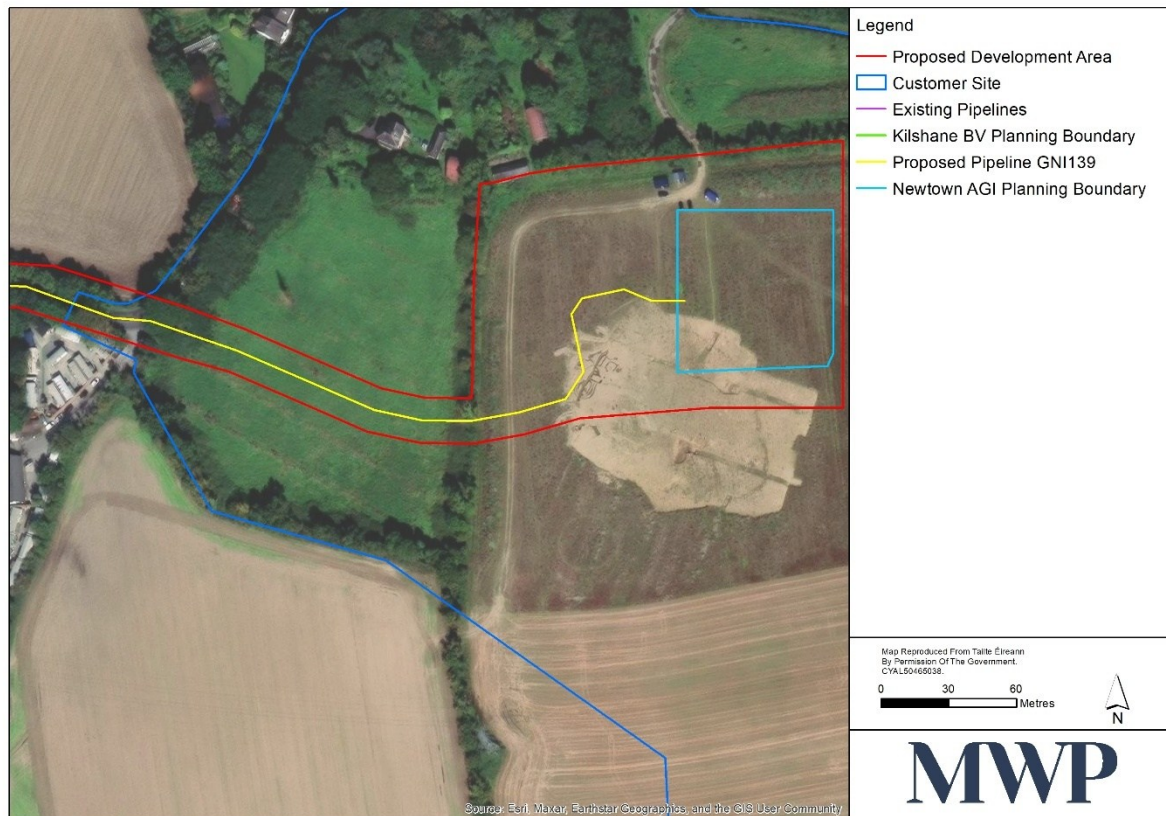 Legend
Proposed Development Area
Customer Site
Existing Pipelines
Kilshane BV Planning Boundary
Proposed Pipeline GNI139
Newtown AGI Planning Boundary
Map Reproduced From Tailte Éireann
By Permission Of The Government.
CYAL50465038.
0 30 60
Metres
N
Source: Esri, Maxar, Earthstar Geographics, and the GIS User Community
MWP